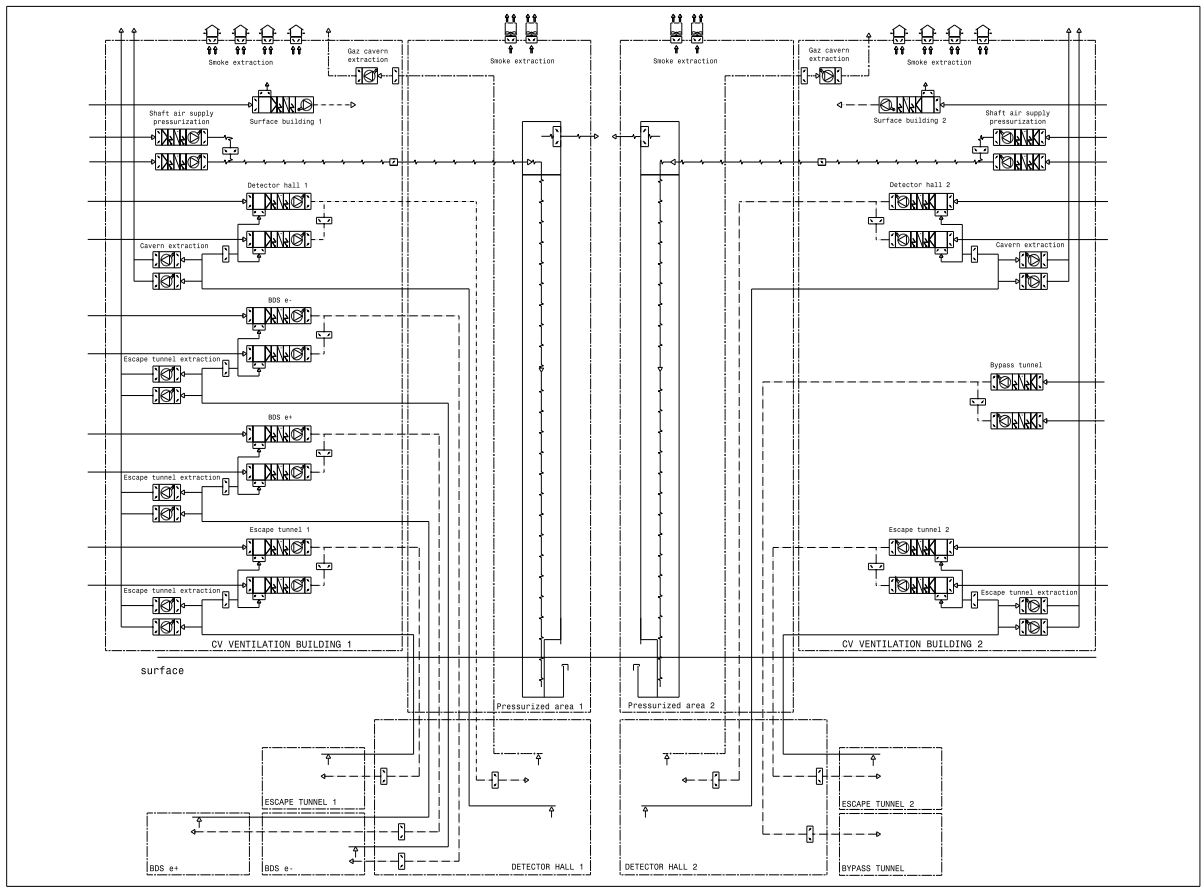 Smoke extraction
Gaz cavern
extraction
Smoke extraction
Smoke extraction
Gaz cavern
extraction
Smoke extraction
Surface building 1
Surface building 2
Shaft air supply
pressurization
Shaft air supply
pressurization
Detector hall 1
Detector hall 2
Cavern extraction
Cavern extraction
BDS e-
Escape tunnel extraction
Bypass tunnel
BDS e+
Escape tunnel extraction
Escape tunnel 1
Escape tunnel 2
Escape tunnel extraction
Escape tunnel extraction
CV VENTILATION BUILDING 1
CV VENTILATION BUILDING 2
surface
Pressurized area 1
Pressurized area 2
ESCAPE TUNNEL 1
ESCAPE TUNNEL 2
BDS e+
BDS e-
DETECTOR HALL 1
DETECTOR HALL 2
BYPASS TUNNEL